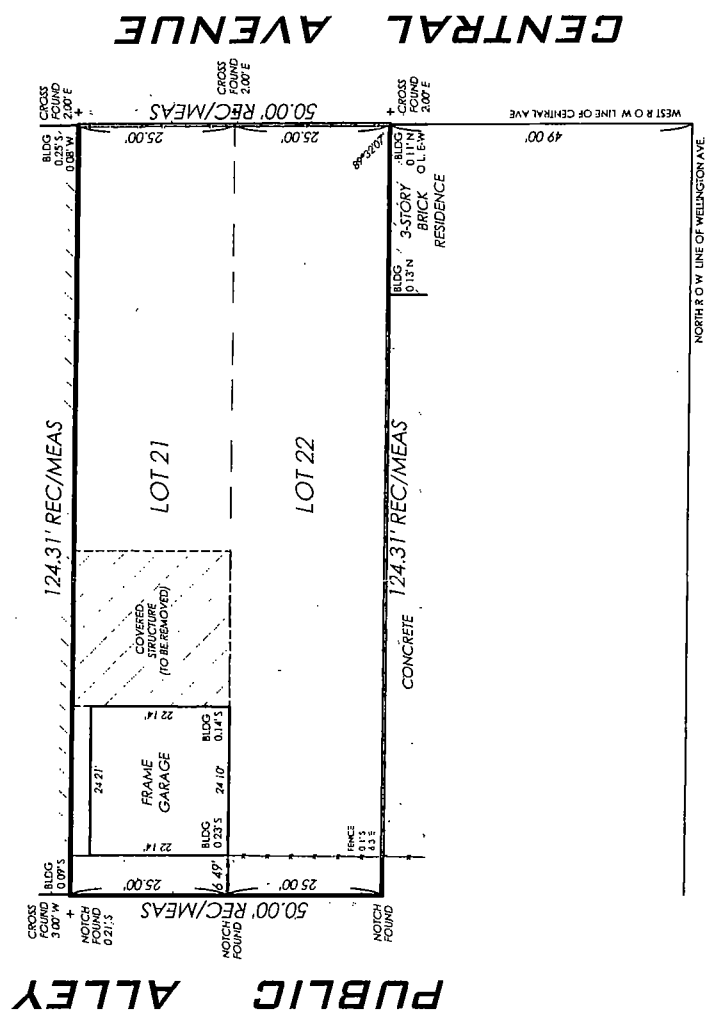 CENTRAL AVENUE
CROSS
FOUND
2.00' E
CROSS
FOUND
2.00' E
CROSS
FOUND
2.00' E
50.00' REC/MEAS
25.00'
25.00'
49 00'
WEST R O W LINE OF CENTRAL AVE
BLDG
0.25' S
0 08' W
89°32'07"
BLDG
0.11' N
O L E-W
3-STORY
BRICK
RESIDENCE
BLDG
0.13' N
NORTH R O W LINE OF WELLINGTON AVE.
124.31' REC/MEAS
LOT 21
LOT 22
124.31' REC/MEAS
CONCRETE
COVERED
STRUCTURE
(TO BE REMOVED)
22 14'
BLDG
0.14' S
24 21'
FRAME
GARAGE
24 10'
22 14'
BLDG
0 23' S
FENCE
0.1' S
6.3' E
BLDG
0.09' S
25.00'
6 49'
25 00'
50.00' REC/MEAS
CROSS
FOUND
3 00' W
NOTCH
FOUND
0 21' S
NOTCH
FOUND
NOTCH
FOUND
PUBLIC ALLEY